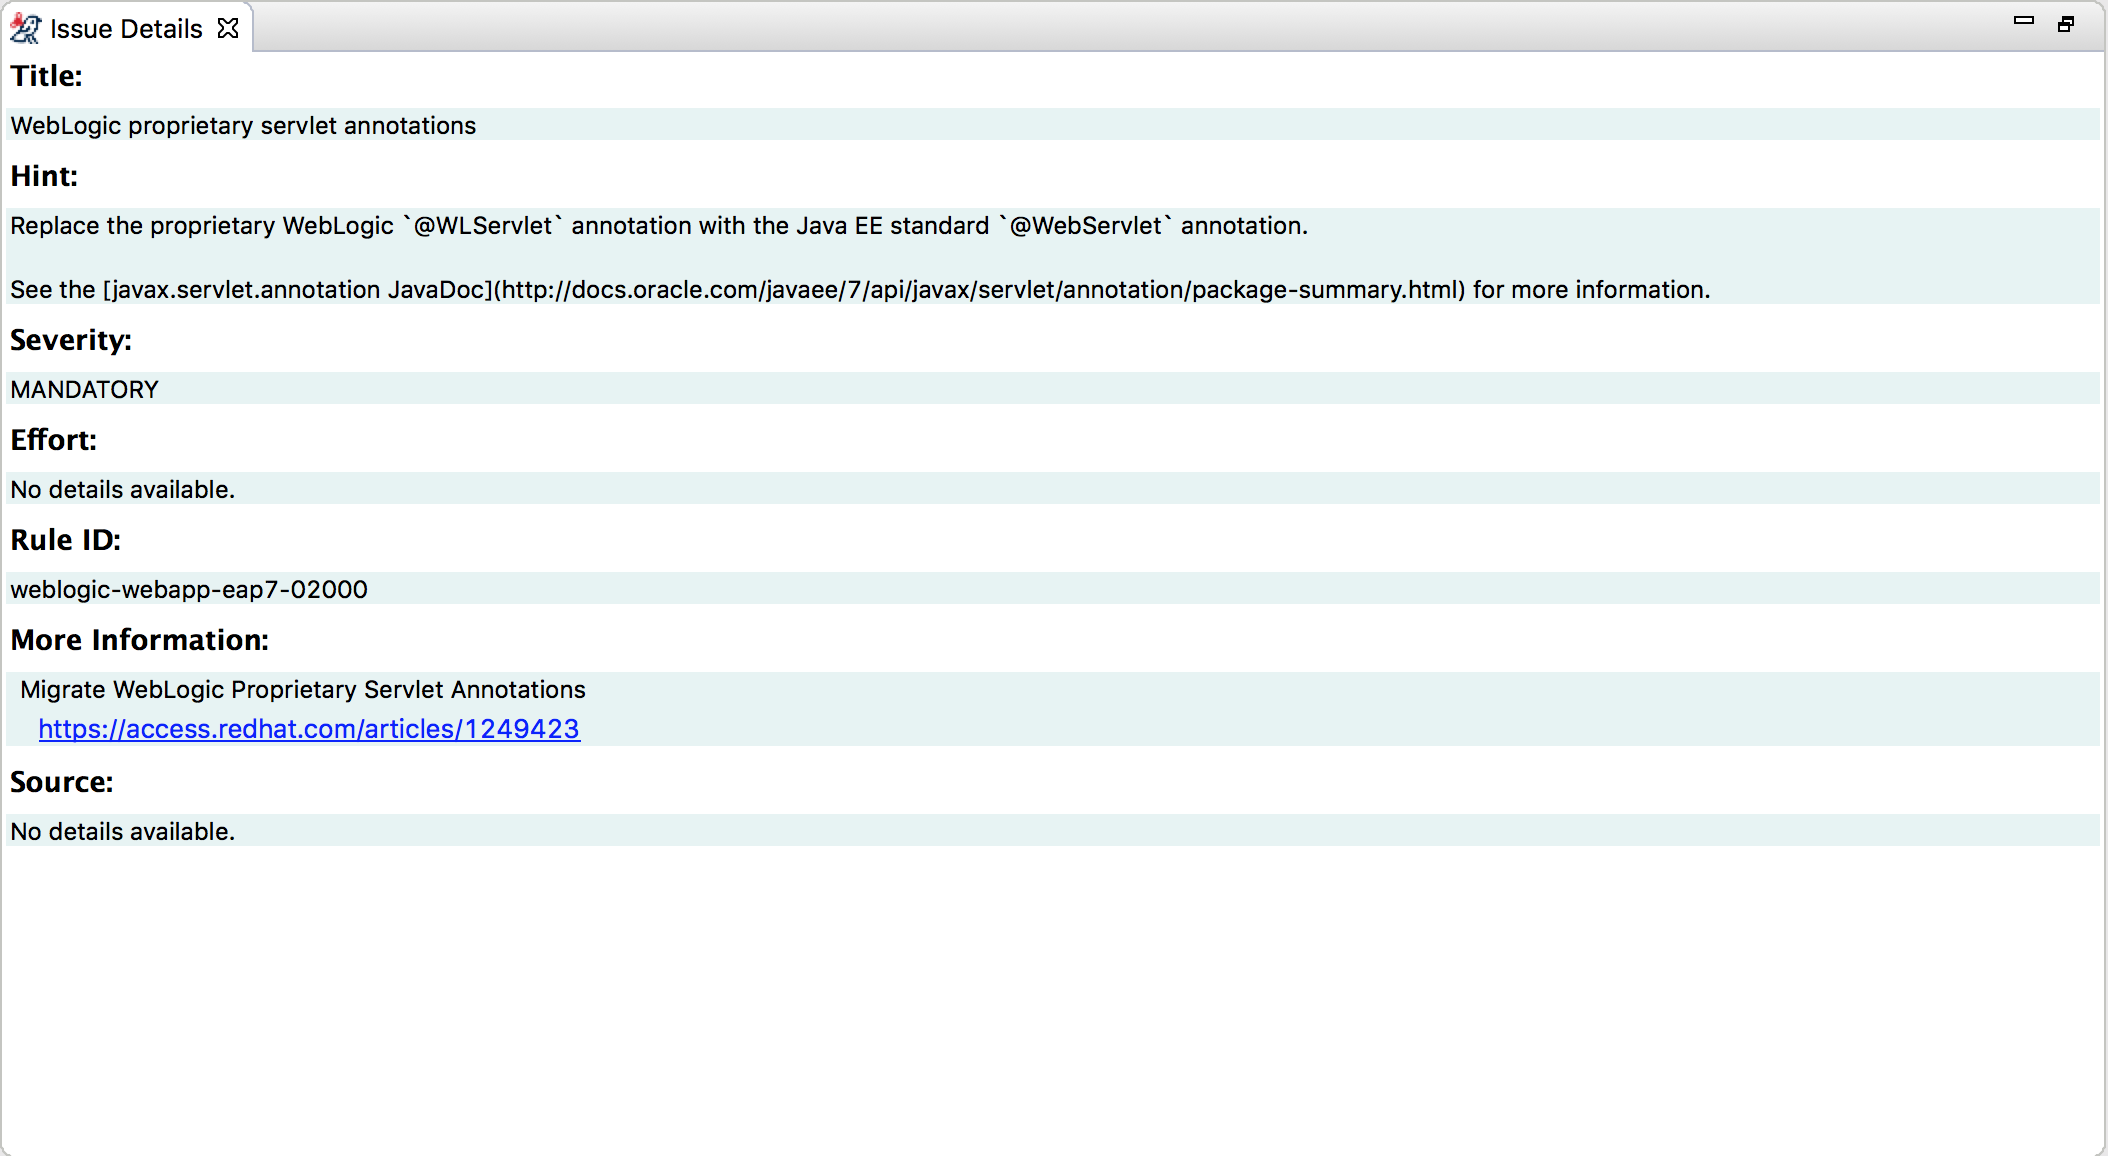 Issue Details
Title:
WebLogic proprietary servlet annotations
Hint:
Replace the proprietary WebLogic `@WLServlet` annotation with the Java EE standard `@WebServlet` annotation.
See the [javax.servlet.annotation JavaDoc](http://docs.oracle.com/javaee/7/api/javax/servlet/annotation/package-summary.html) for more information.
Severity:
MANDATORY
Effort:
No details available.
Rule ID:
weblogic-webapp-eap7-02000
More Information:
Migrate WebLogic Proprietary Servlet Annotations
https://access.redhat.com/articles/1249423
Source:
No details available.